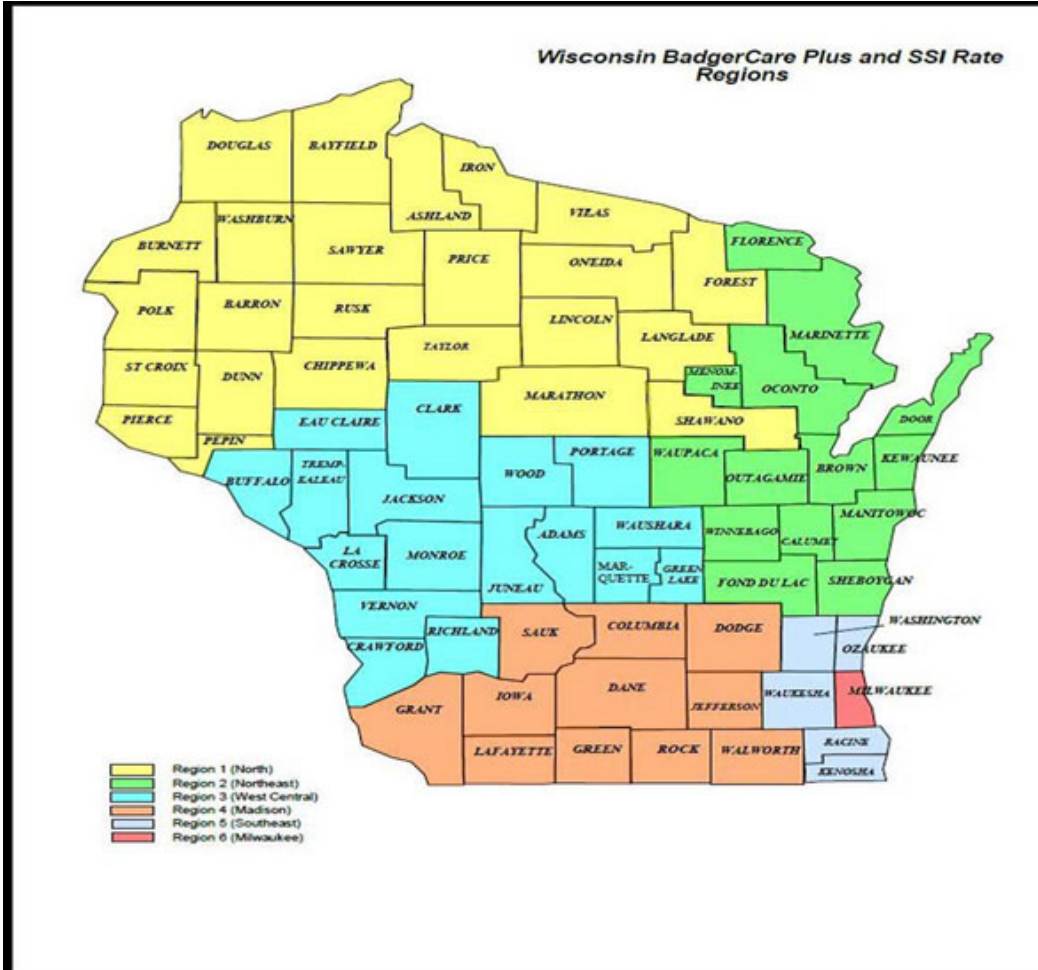 Wisconsin BadgerCare Plus and SSI Rate
Regions
DOUGLAS
BAYFIELD
IRON
ASHLAND
VILAS
WASHBURN
BURNETT
SAWYER
PRICE
ONEIDA
FLORENCE
FOREST
POLK
BARRON
RUSK
LINCOLN
LANGLADE
MARINETTE
TAYLOR
ST CROIX
DUNN
CHIPPEWA
MENOM-
INEE
OCONTO
MARATHON
CLARK
PIERCE
EAU CLAIRE
SHAWANO
DOOR
PEPIN
PORTAGE
WAUPACA
KEWAUNEE
BUFFALO
TREMP-
EALEAU
WOOD
OUTAGAMIE
BROWN
JACKSON
MANITOWOC
WAUSHARA
ADAMS
WINNEBAGO
CALUMET
LA
CROSSE
MONROE
MAR-
QUETTE
GREEN
LAKE
JUNEAU
FOND DU LAC
SHEBOYGAN
VERNON
RICHLAND
SAUK
COLUMBIA
DODGE
WASHINGTON
CRAWFORD
OZAUKEE
GRANT
IOWA
DANE
JEFFERSON
WAUKESHA
MILWAUKEE
LAFAYETTE
GREEN
ROCK
WALWORTH
RACINE
KENOSHA
Region 1 (North)
Region 2 (Northeast)
Region 3 (West Central)
Region 4 (Madison)
Region 5 (Southeast)
Region 6 (Milwaukee)